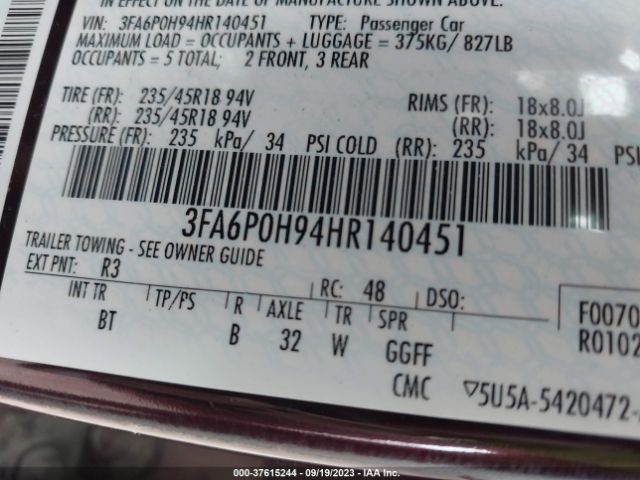 IN EFFECT ON THE DATE OF MANUFACTURE SHOWN ABOVE.
VIN: 3FA6P0H94HR140451 TYPE: Passenger Car
MAXIMUM LOAD = OCCUPANTS + LUGGAGE = 375KG/ 827LB
OCCUPANTS = 5 TOTAL; 2 FRONT, 3 REAR
TIRE (FR): 235/45R18 94V RIMS (FR): 18x8.0J
(RR): 235/45R18 94V (RR): 18x8.0J
PRESSURE (FR): 235 kPa/ 34 PSI COLD (RR): 235 kPa/ 34 PSI
3FA6P0H94HR140451
TRAILER TOWING - SEE OWNER GUIDE
EXT PNT: R3 RC: 48 DSO:
INT TR TP/PS R AXLE TR SPR F0070
BT B 32 W GGFF R0102
CMC ▽5U5A-5420472-
000-37615244 - 09/19/2023 - IAA Inc.